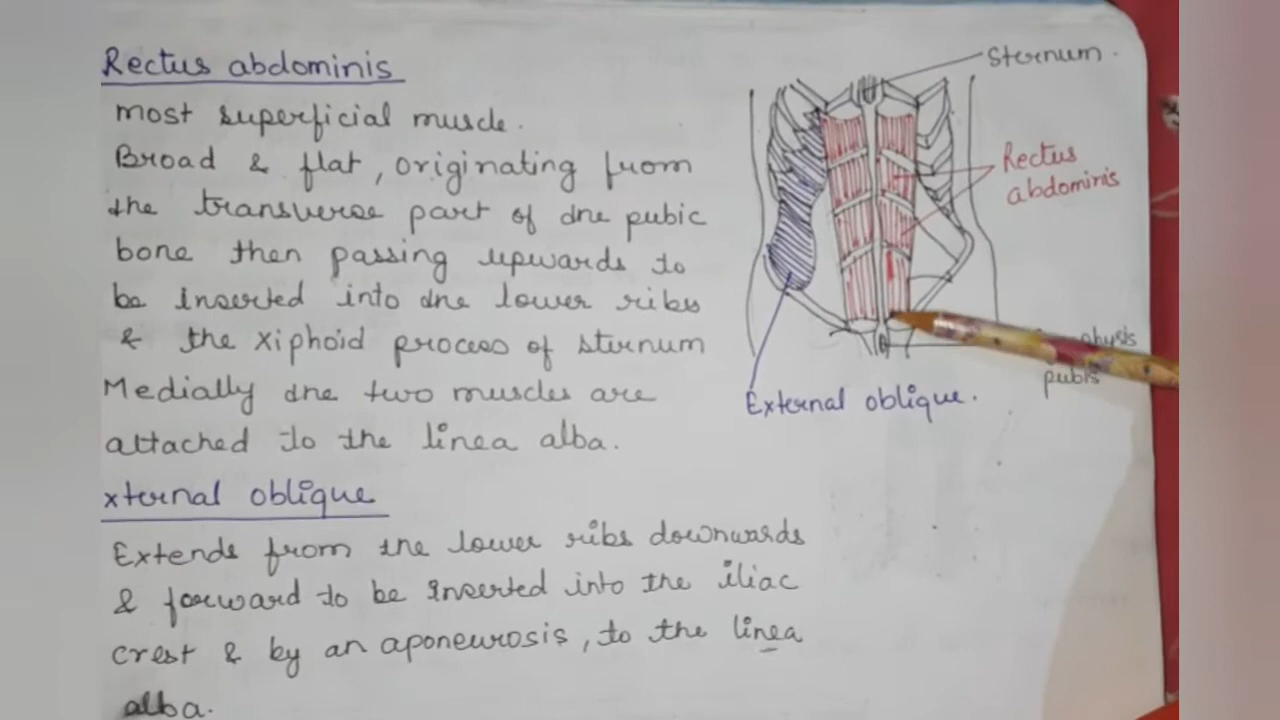 Rectus abdominis
most superficial muscle.
Broad & flat, originating from
the transverse part of the pubic
bone then passing upwards to
be inserted into the lower ribs
& the xiphoid process of sternum
Medially the two muscles are
attached to the linea alba.
xternal oblique
Extends from the lower ribs downwards
& forward to be inserted into the iliac
crest & by an aponeurosis, to the linea
alba.
Sternum.
Rectus
abdominis
pubis
External oblique.